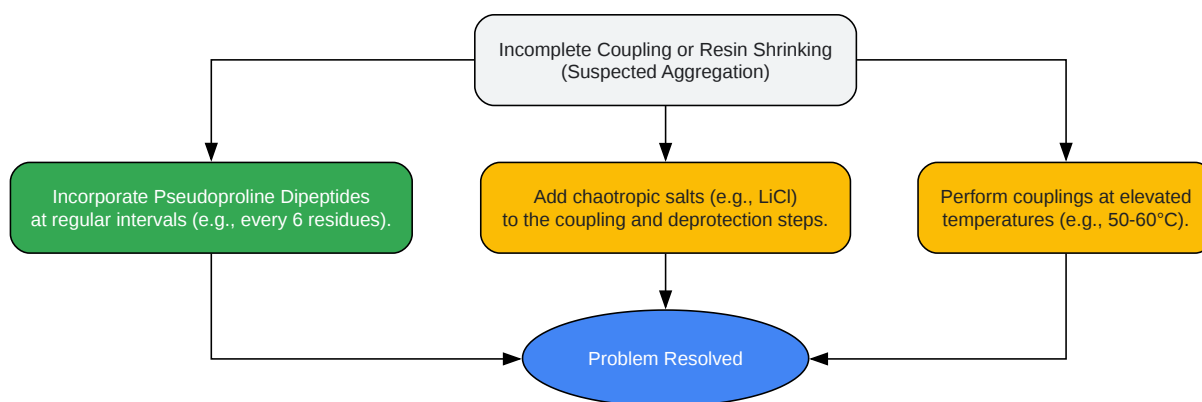 Incomplete Coupling or Resin Shrinking
(Suspected Aggregation)
Incorporate Pseudoproline Dipeptides
at regular intervals (e.g., every 6 residues).
Add chaotropic salts (e.g., LiCl)
to the coupling and deprotection steps.
Perform couplings at elevated
temperatures (e.g., 50-60°C).
Problem Resolved